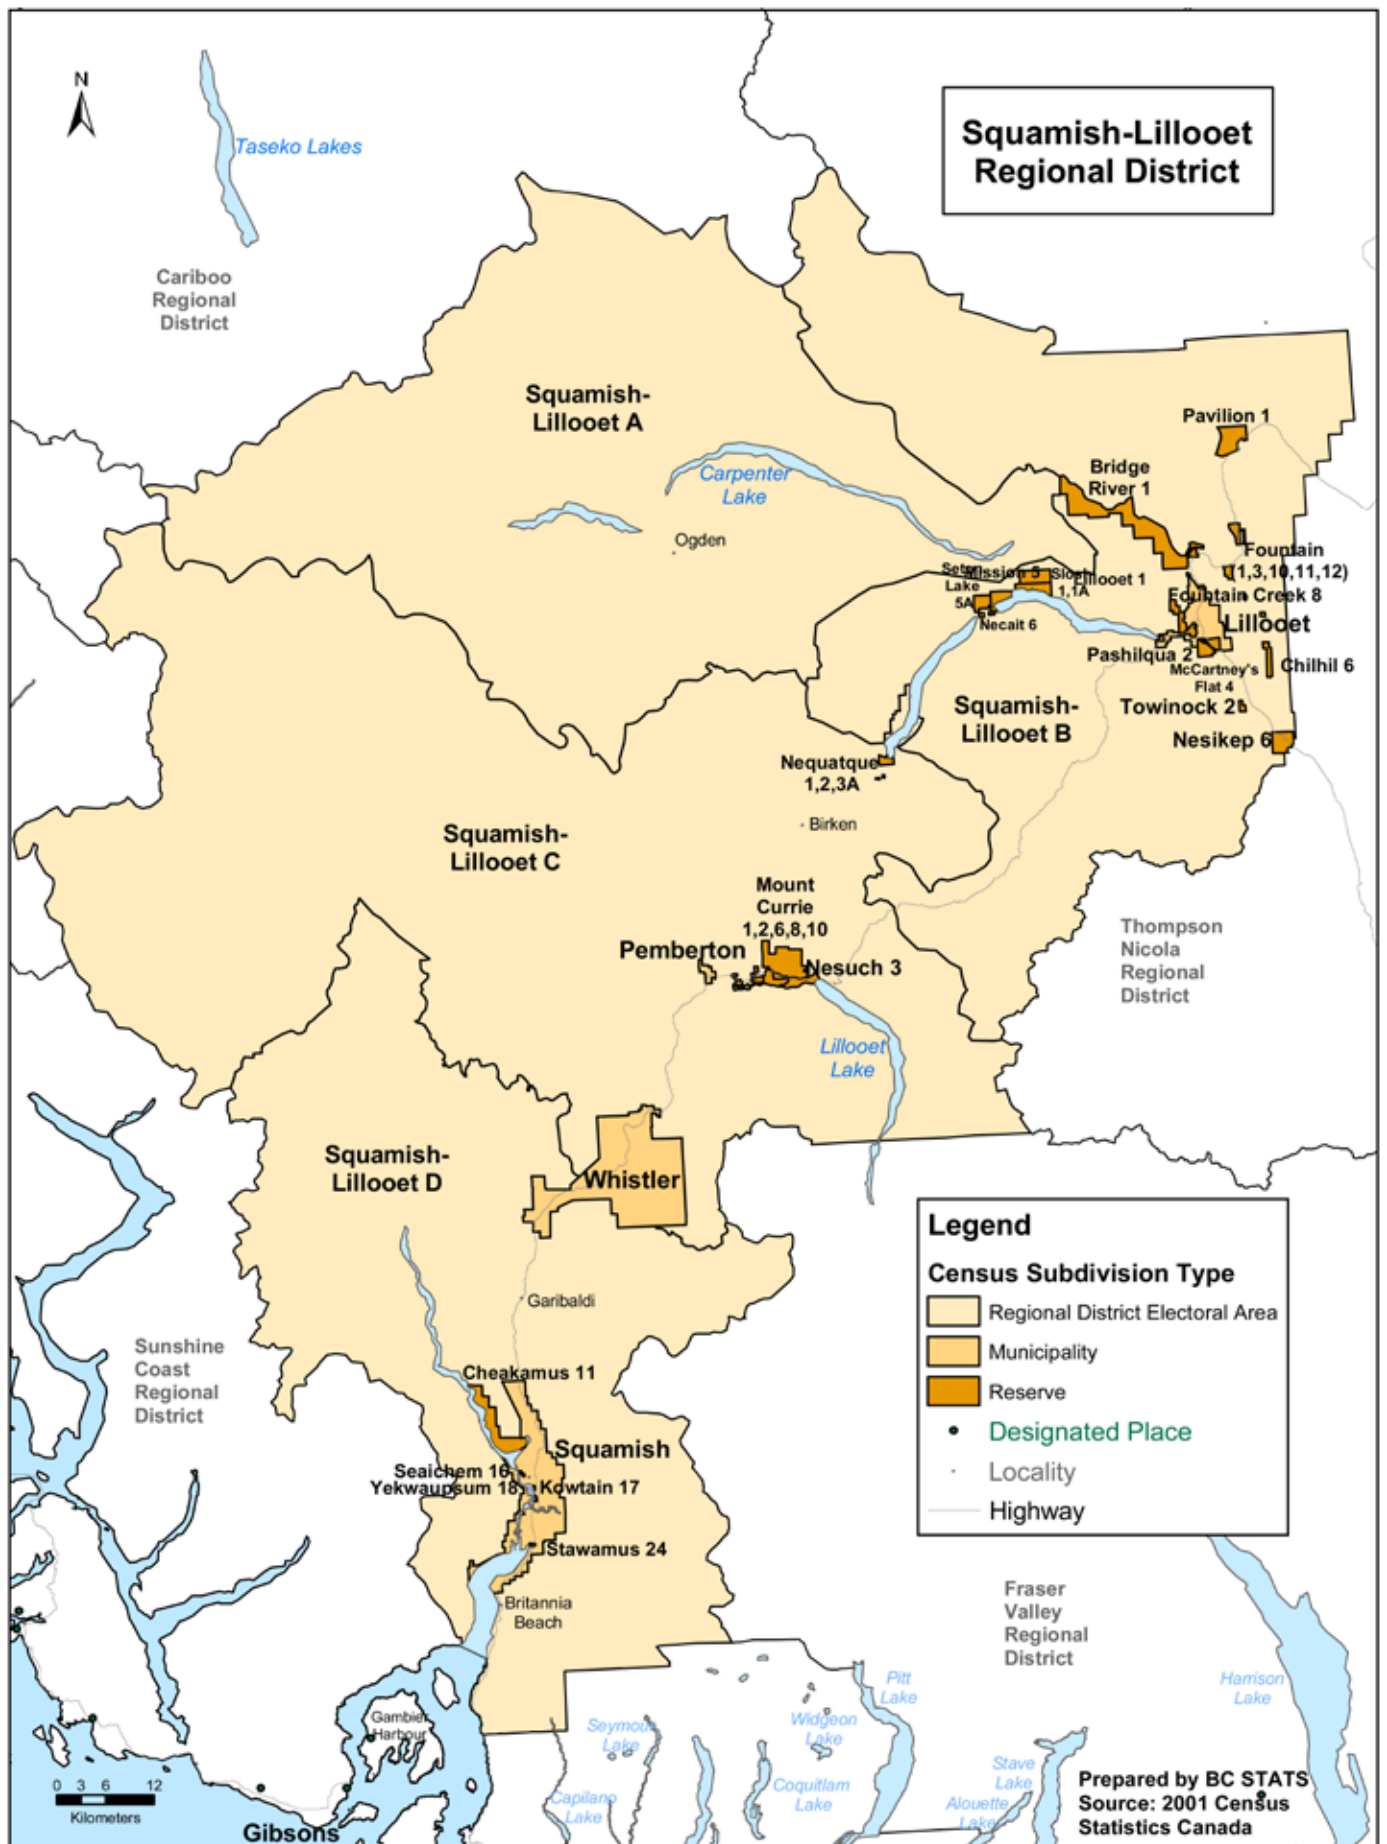 N
Squamish-Lillooet
Regional District
Taseko Lakes
Cariboo
Regional
District
Squamish-
Lillooet A
Pavilion 1
Carpenter
Lake
Bridge
River 1
Ogden
Fountain
(1,3,10,11,12)
Seton
Lake
5A
Mission 5
Slosh
1,1A
Lillooet 1
Fountain Creek 8
Necait 6
Lillooet
Pashilqua 2
McCartney's
Flat 4
Chilhil 6
Squamish-
Lillooet B
Towinock 2
Nesikep 6
Nequatque
1,2,3A
Birken
Squamish-
Lillooet C
Mount
Currie
1,2,6,8,10
Pemberton
Nesuch 3
Thompson
Nicola
Regional
District
Lillooet
Lake
Squamish-
Lillooet D
Whistler
Garibaldi
Sunshine
Coast
Regional
District
Cheakamus 11
Squamish
Seaichem 16
Yekwaupsum 18
Kowtain 17
Stawamus 24
Britannia
Beach
Legend
Census Subdivision Type
Regional District Electoral Area
Municipality
Reserve
Designated Place
Locality
Highway
Fraser
Valley
Regional
District
Harrison
Lake
Pitt
Lake
Gambier
Harbour
Seymour
Lake
Widgeon
Lake
Stave
Lake
Capilano
Lake
Coquitlam
Lake
Alouette
Lake
0 3 6 12
Kilometers
Gibsons
Prepared by BC STATS
Source: 2001 Census
Statistics Canada